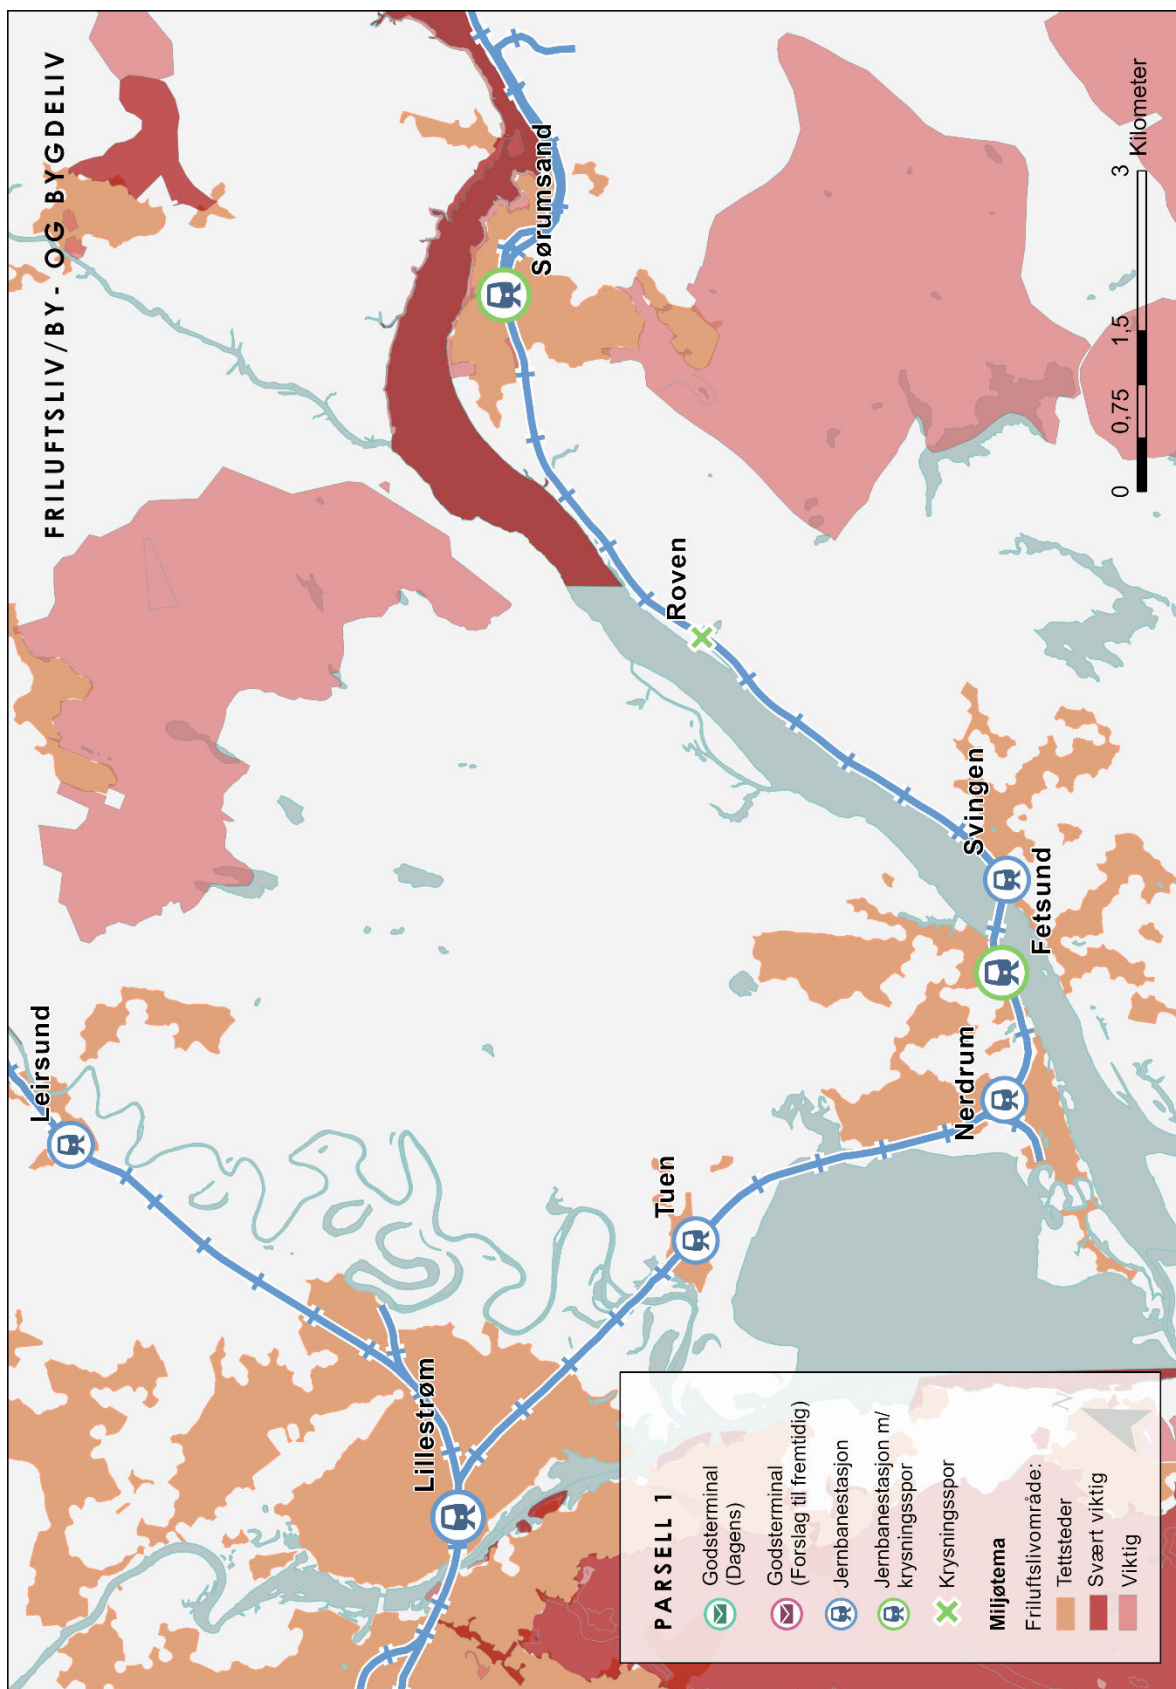 FRILUFTSLIV/BY- OG BYGDELIV
Leirsund
Lillestrøm
Sørumsand
Tuen
Roven
Nerdrum
Svingen
Fetsund
PARSELL 1
Godsterminal
(Dagens)
Godsterminal
(Forslag til fremtidig)
Jernbanestasjon
Jernbanestasjon m/
krysningsspor
Krysningsspor
Miljøtema
Friluftslivområde:
Tettsteder
Svært viktig
Viktig
N
0 0,75 1,5 3
Kilometer